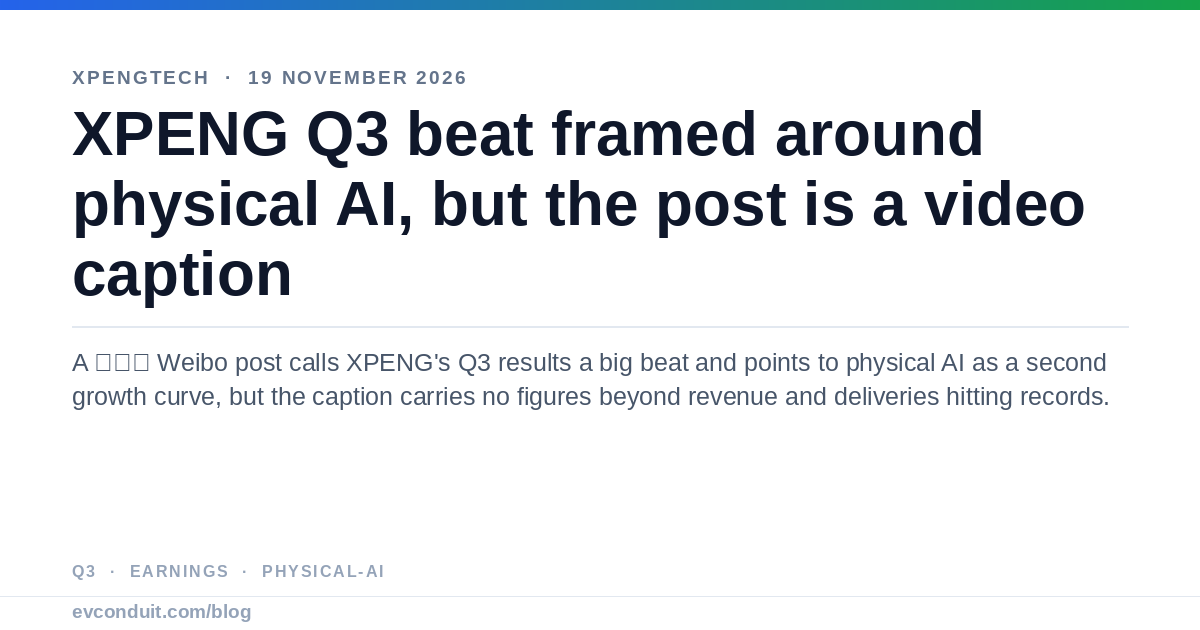 XPENGTECH · 19 NOVEMBER 2026
XPENG Q3 beat framed around
physical AI, but the post is a video
caption
A Weibo post calls XPENG's Q3 results a big beat and points to physical AI as a second
growth curve, but the caption carries no figures beyond revenue and deliveries hitting records.
Q3 · EARNINGS · PHYSICAL-AI
evconduit.com/blog